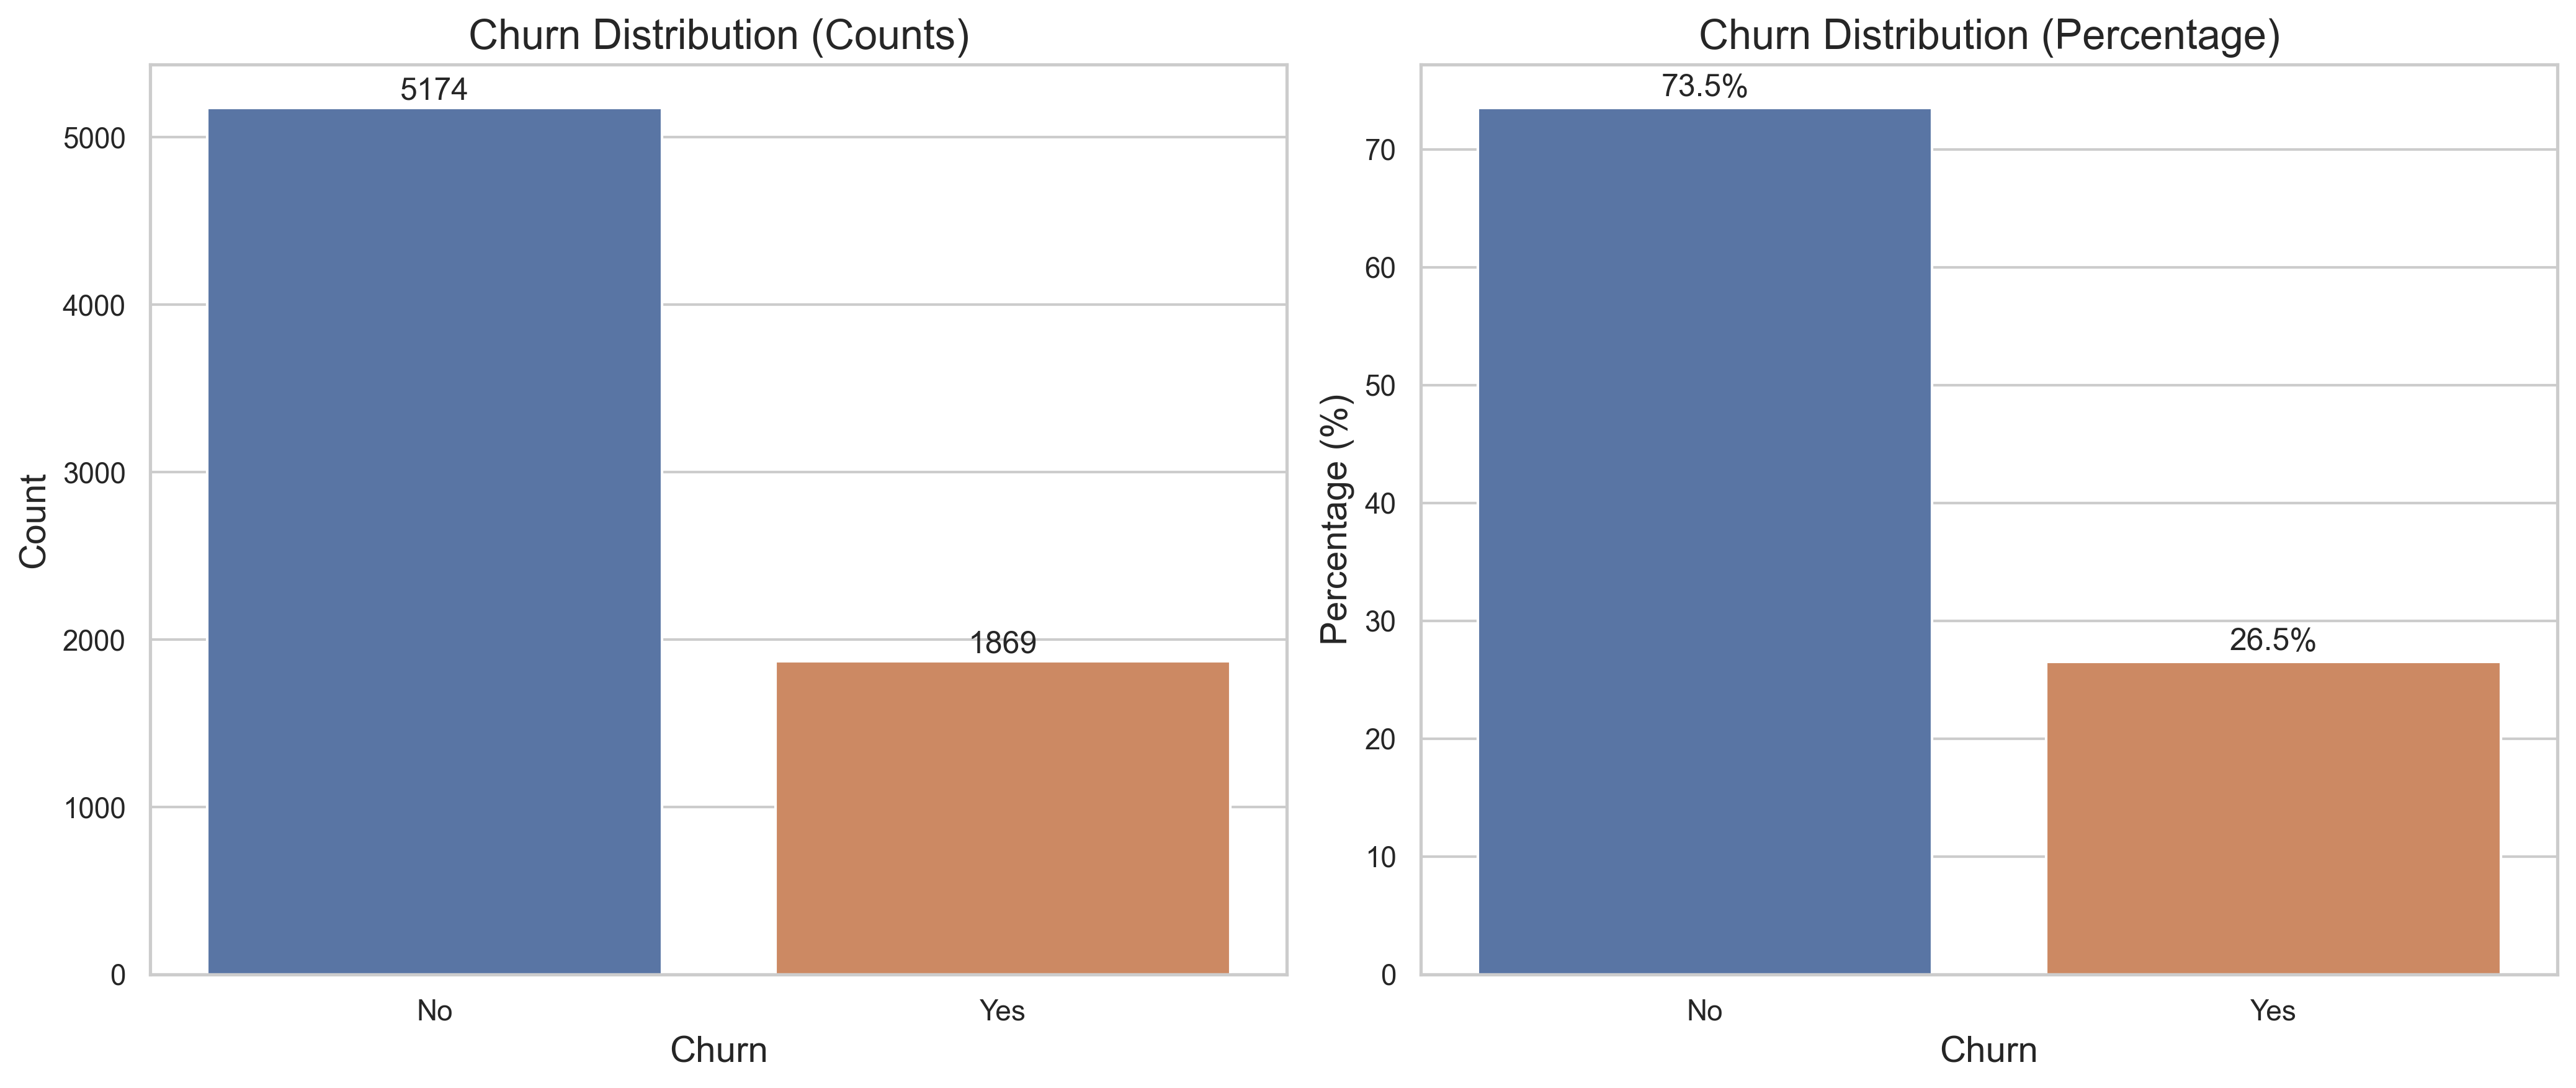 Churn Distribution (Counts)
5174
5000
4000
3000
2000
1000
0
Count
1869
No
Yes
Churn
Churn Distribution (Percentage)
73.5%
70
60
50
40
30
20
10
0
Percentage (%)
26.5%
No
Yes
Churn